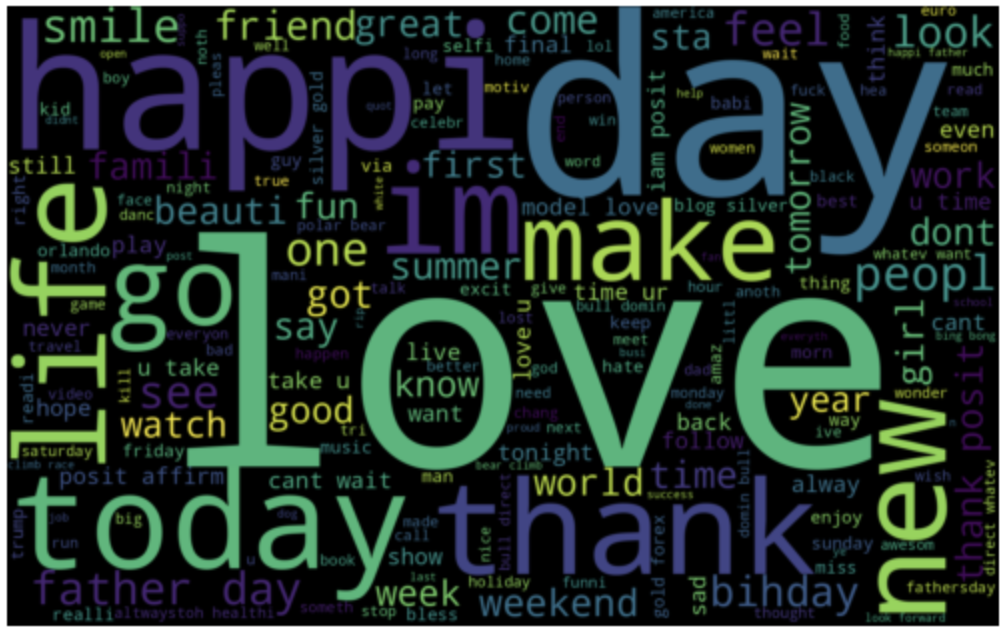 smile friend great come america sta feel food look euro
happi day
open noth well selfi final lol home wait think happi father
boy pleas long let motiv person fuck hea read much
kid didnt silver gold pay celebr quot win help babi team
even someon
still famili guy via first word iam posit women tomorrow black work
right night true white end best u time
life face danc beautli fun im model love blog silver dont
orlando play polar bear make whatev want
month post go one mani summer peopl
game got talk excit give time ur hour anoth thing school
never everyon say rip lost love u bull domin littl girl cant
travel bad happen live better god keep meet busi everyth bing bong
u take love hate amaz dad morn
readi video kill see take u know need monday wonder
hope watch good want chang done year
tri proud next back way ive new
saturday friday music tonight follow
climb race posit affirm cant wait man bear climb world time alway wish thank posit
today thank success
trump job big dog made call nice bull direct domin bull enjoy
run u book show sunday ye awesom direct whatev
father day last week holiday funni gold forex sad miss bihday fathersday
realli altwaystoh healthi someth stop bless weekend thought look forward